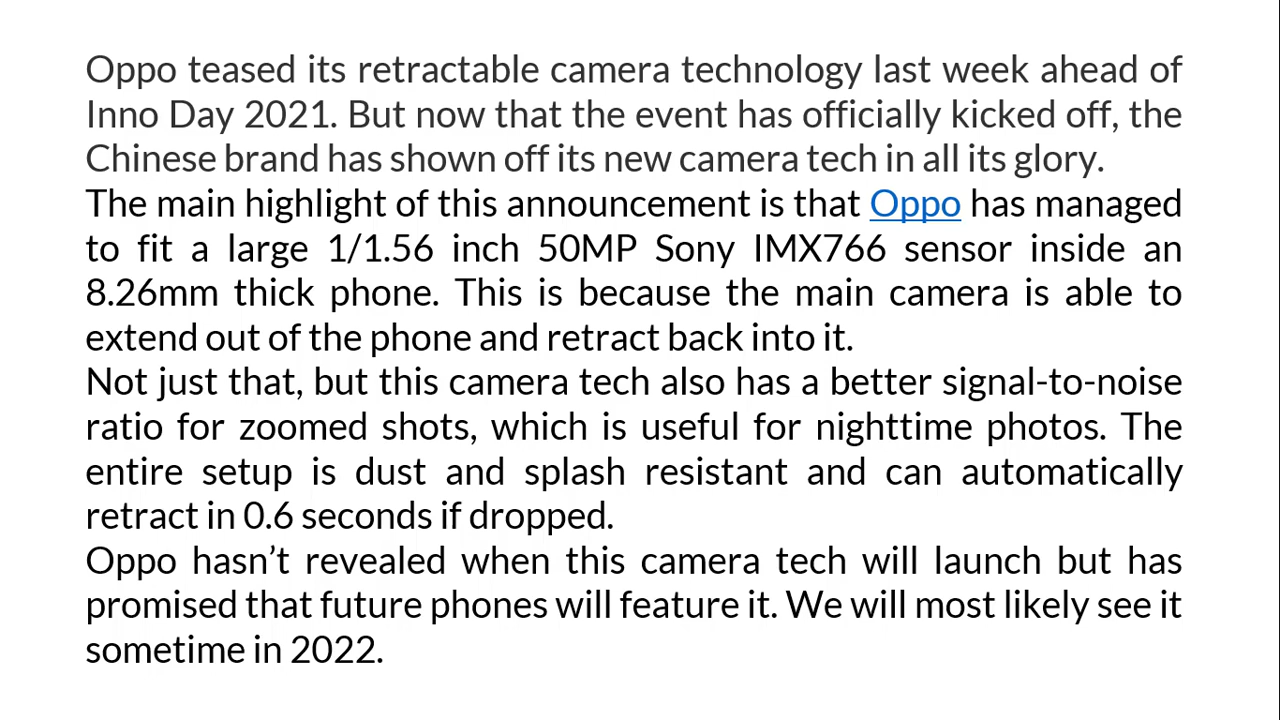 Oppo teased its retractable camera technology last week ahead of
Inno Day 2021. But now that the event has officially kicked off, the
Chinese brand has shown off its new camera tech in all its glory.
The main highlight of this announcement is that Oppo has managed
to fit a large 1/1.56 inch 50MP Sony IMX766 sensor inside an
8.26mm thick phone. This is because the main camera is able to
extend out of the phone and retract back into it.
Not just that, but this camera tech also has a better signal-to-noise
ratio for zoomed shots, which is useful for nighttime photos. The
entire setup is dust and splash resistant and can automatically
retract in 0.6 seconds if dropped.
Oppo hasn’t revealed when this camera tech will launch but has
promised that future phones will feature it. We will most likely see it
sometime in 2022.